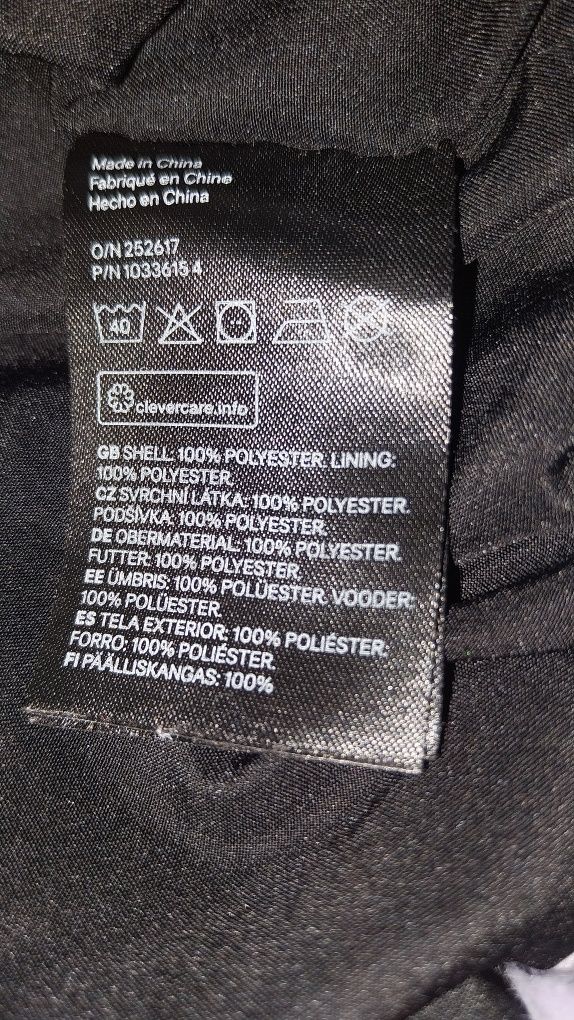 Made in China
Fabriqué en Chine
Hecho en China
O/N 252617
P/N 1033615 4
40
clevercare.info
GB SHELL: 100% POLYESTER. LINING:
100% POLYESTER.
CZ SVRCHNÍ LÁTKA: 100% POLYESTER.
PODŠÍVKA: 100% POLYESTER.
DE OBERMATERIAL: 100% POLYESTER.
FUTTER: 100% POLYESTER.
EE ÜMBRIS: 100% POLÜESTER. VOODER:
100% POLÜESTER.
ES TELA EXTERIOR: 100% POLIÉSTER.
FORRO: 100% POLIÉSTER.
FI PÄÄLLISKANGAS: 100%